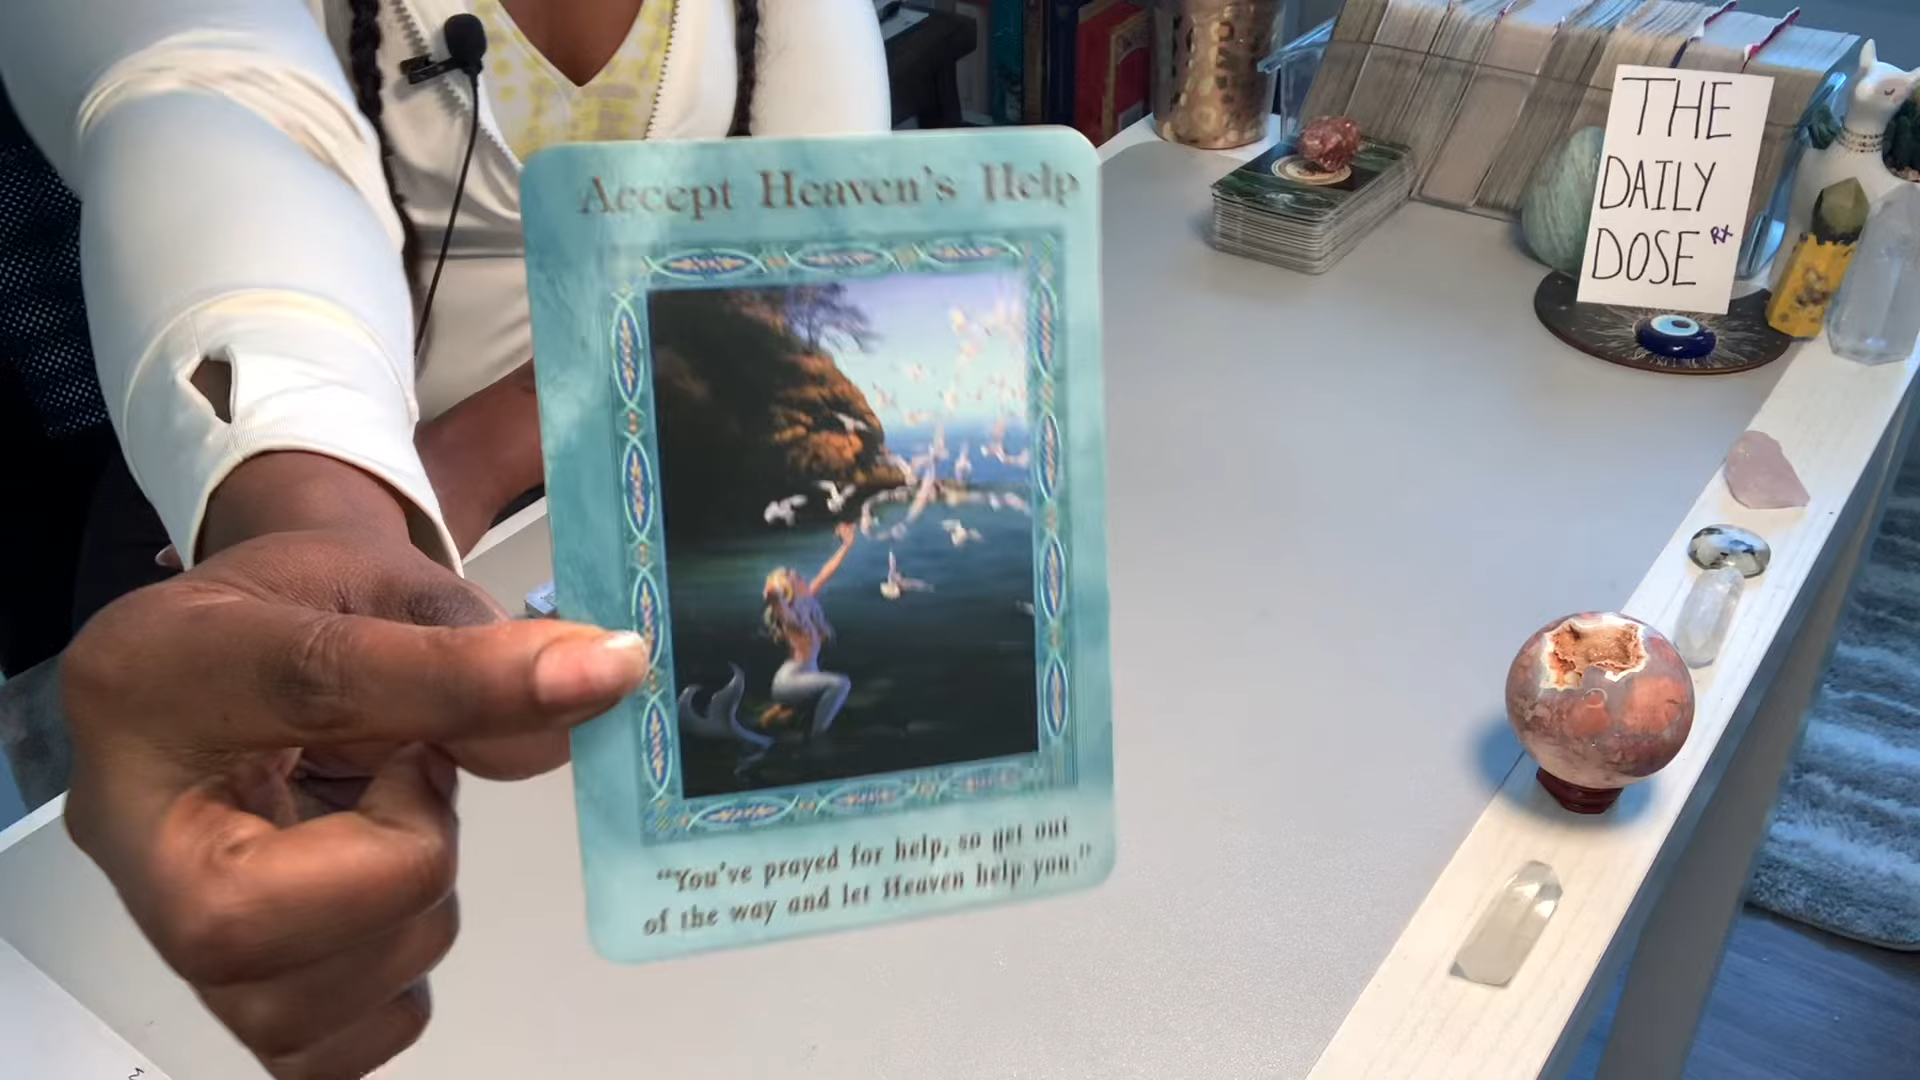 Accept Heaven's Help
"You've prayed for help, so get out
of the way and let Heaven help you."
THE
DAILY
DOSE RX